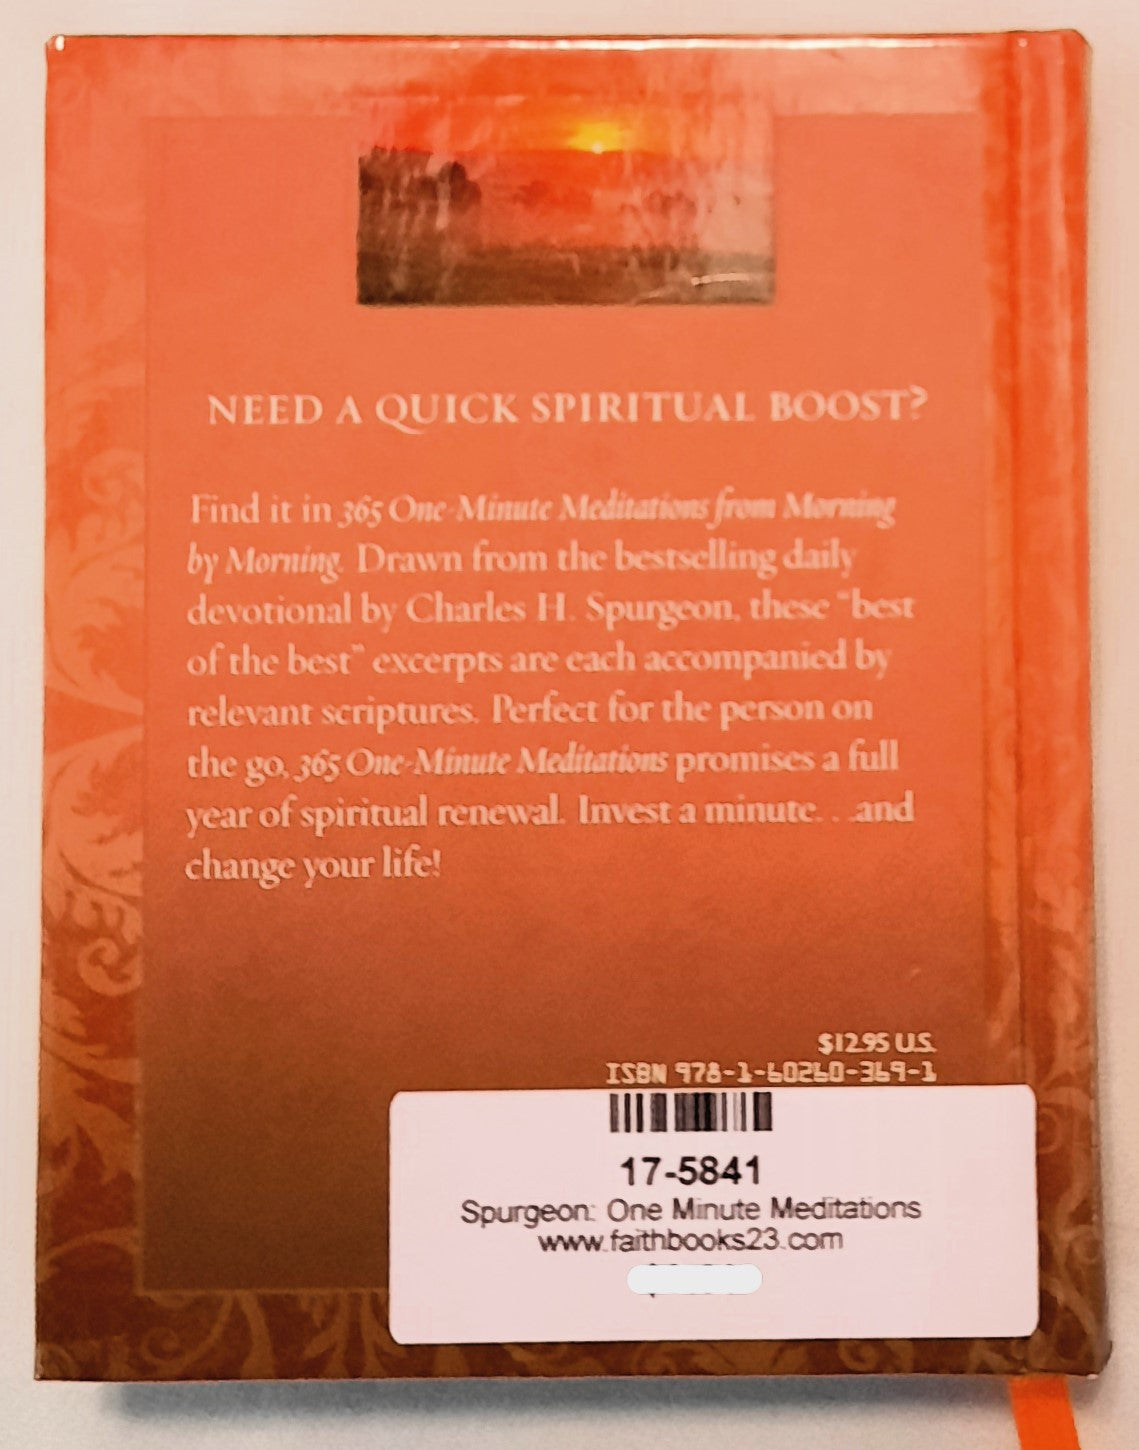 NEED A QUICK SPIRITUAL BOOST?
Find it in 365 One-Minute Meditations from Morning
by Morning. Drawn from the bestselling daily
devotional by Charles H. Spurgeon, these "best
of the best" excerpts are each accompanied by
relevant scriptures. Perfect for the person on
the go, 365 One-Minute Meditations promises a full
year of spiritual renewal. Invest a minute. . .and
change your life!
$12.95 U.S.
ISBN 978-1-60260-369-1
17-5841
Spurgeon: One Minute Meditations
www.faithbooks23.com